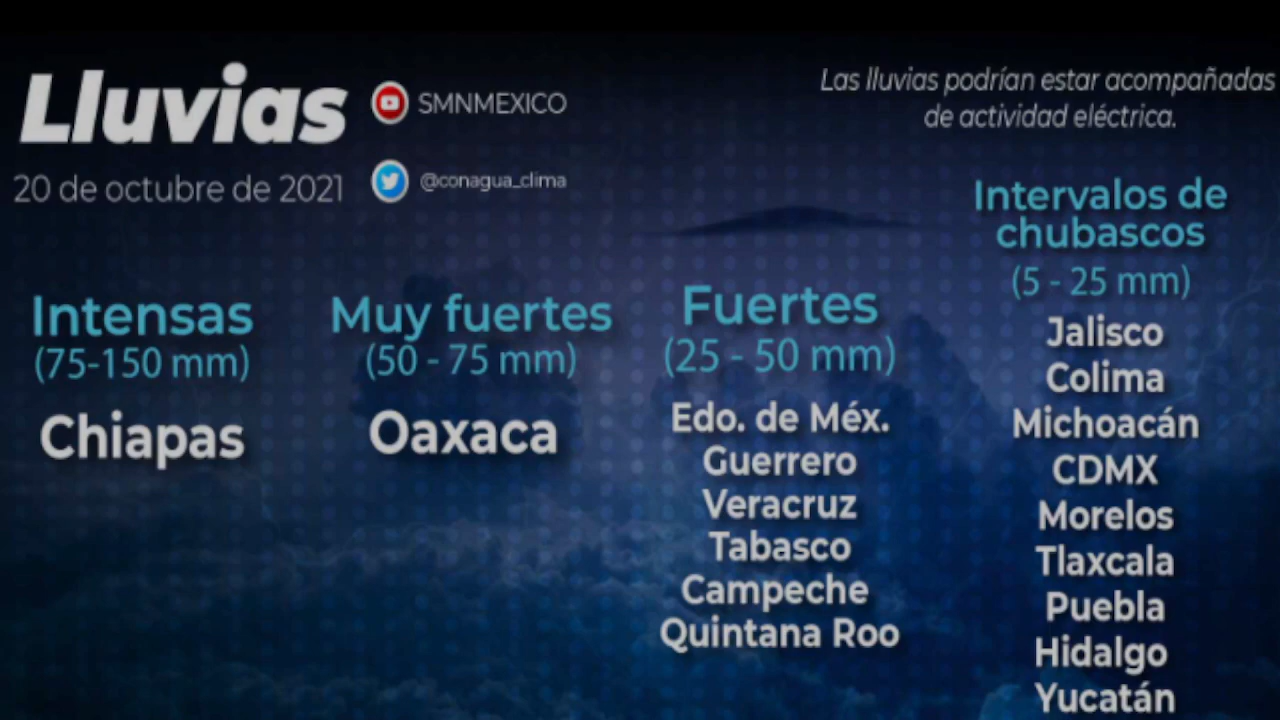 Lluvias
20 de octubre de 2021
SMNMEXICO
@conagua_clima
Las lluvias podrían estar acompañadas
de actividad eléctrica.
Intensas
(75-150 mm)
Chiapas
Muy fuertes
(50 - 75 mm)
Oaxaca
Fuertes
(25 - 50 mm)
Edo. de Méx.
Guerrero
Veracruz
Tabasco
Campeche
Quintana Roo
Intervalos de
chubascos
(5 - 25 mm)
Jalisco
Colima
Michoacán
CDMX
Morelos
Tlaxcala
Puebla
Hidalgo
Yucatán